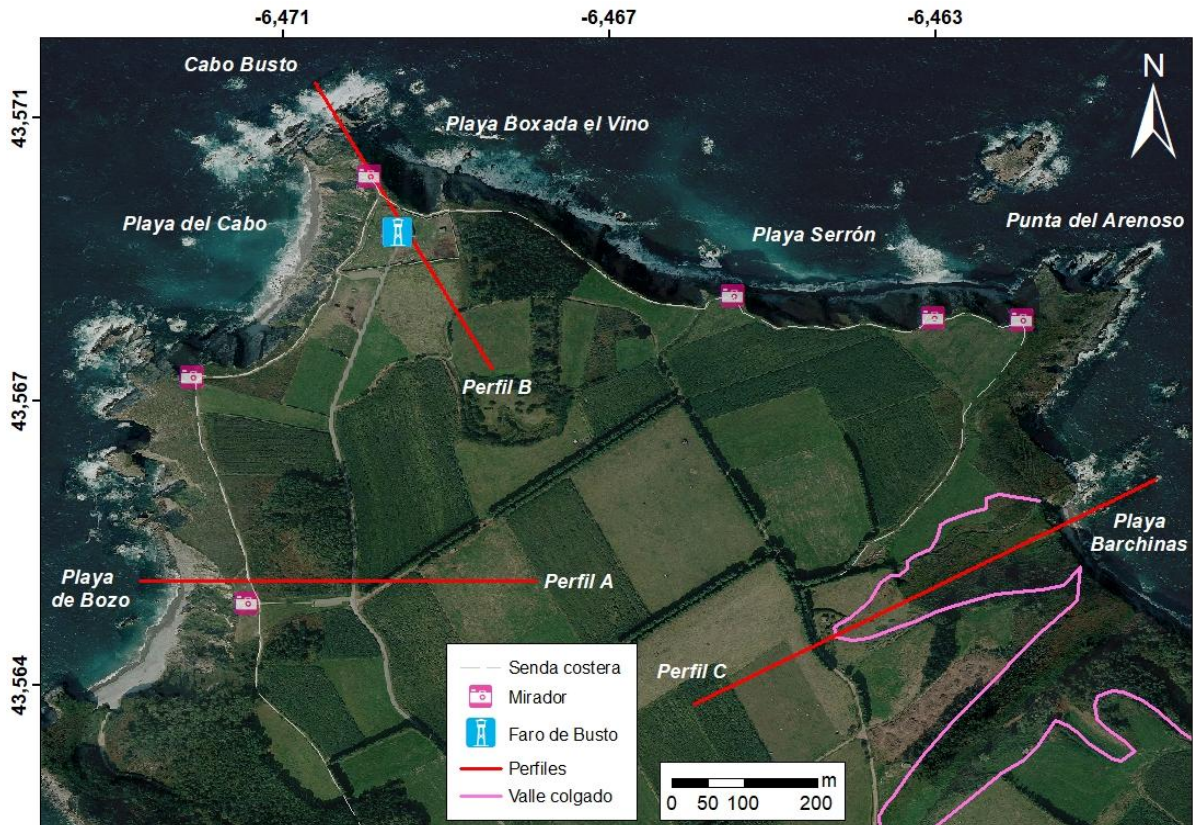 -6,471
-6,467
-6,463
Cabo Busto
N
43,571
Playa Boxada el Vino
Playa del Cabo
Playa Serrón
Punta del Arenoso
43,567
Perfil B
Playa
Barchinas
Playa
de Bozo
Perfil A
Perfil C
43,564
Senda costera
Mirador
Faro de Busto
Perfiles
Valle colgado
m
0 50 100 200